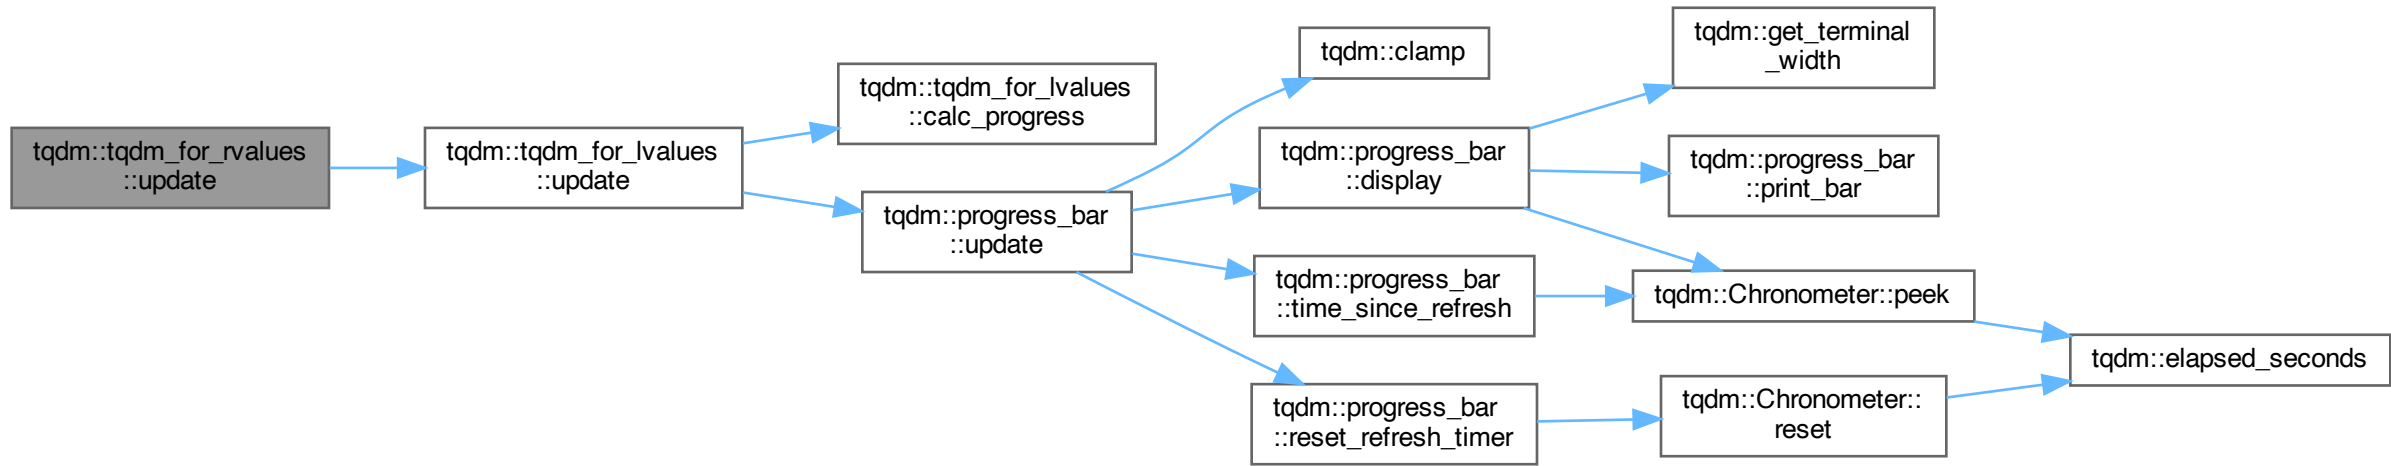 tqdm::tqdm_for_rvalues
::update
tqdm::tqdm_for_lvalues
::update
tqdm::tqdm_for_lvalues
::calc_progress
tqdm::progress_bar
::update
tqdm::clamp
tqdm::progress_bar
::display
tqdm::progress_bar
::time_since_refresh
tqdm::progress_bar
::reset_refresh_timer
tqdm::get_terminal
_width
tqdm::progress_bar
::print_bar
tqdm::Chronometer::peek
tqdm::Chronometer::
reset
tqdm::elapsed_seconds